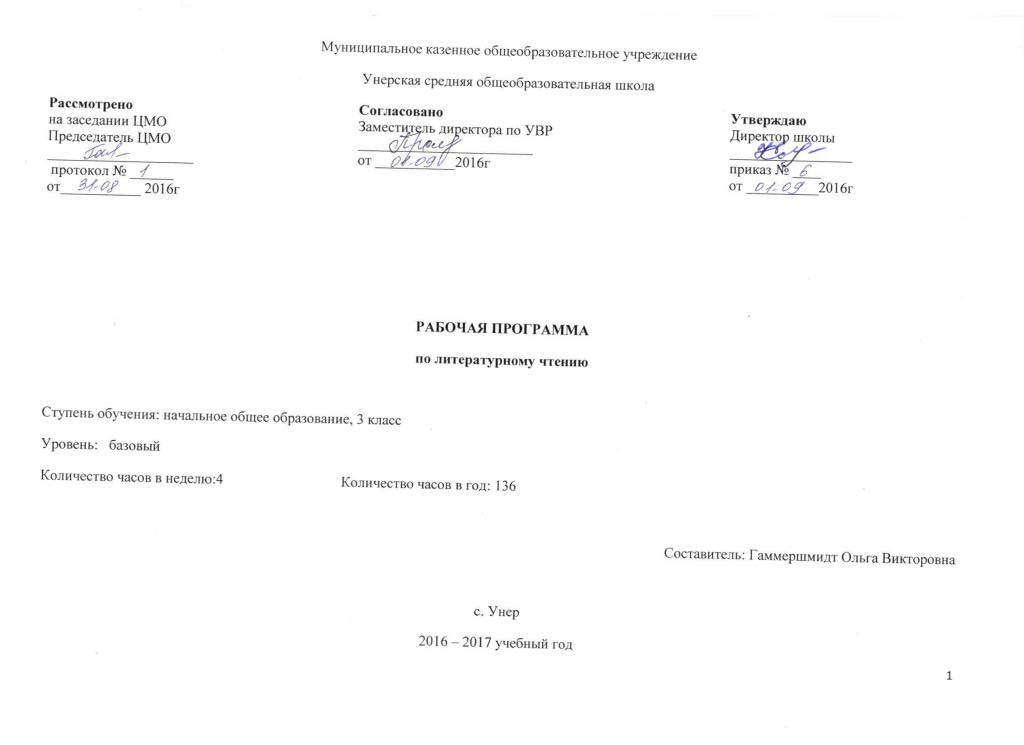 Муниципальное казенное общеобразовательное учреждение
Унерская средняя общеобразовательная школа
Рассмотрено
на заседании ЦМО
Председатель ЦМО
протокол № 1
от 31.08 2016г
Согласовано
Заместитель директора по УВР
от 01.09 2016г
Утверждаю
Директор школы
приказ № 6
от 01.09 2016г
РАБОЧАЯ ПРОГРАММА
по литературному чтению
Ступень обучения: начальное общее образование, 3 класс
Уровень: базовый
Количество часов в неделю:4 Количество часов в год: 136
Составитель: Гаммершмидт Ольга Викторовна
с. Унер
2016 – 2017 учебный год
1